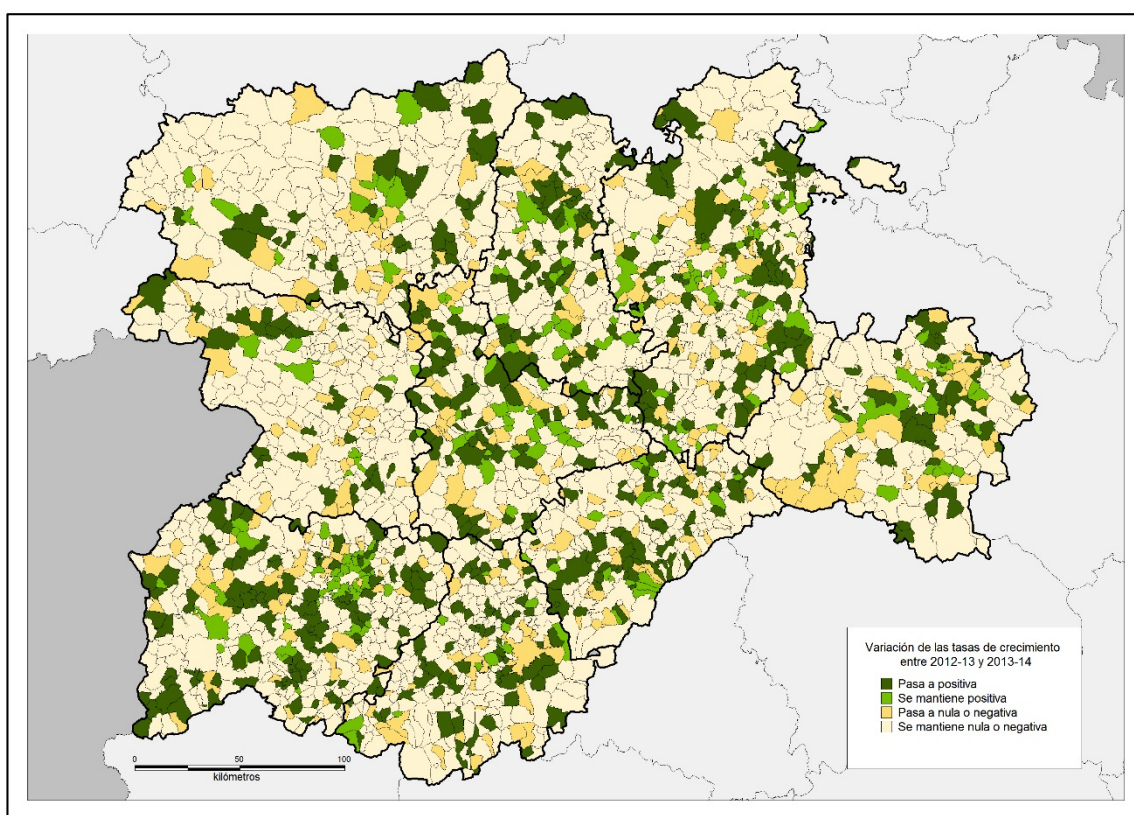 Variación de las tasas de crecimiento
entre 2012-13 y 2013-14
Pasa a positiva
Se mantiene positiva
Pasa a nula o negativa
Se mantiene nula o negativa
0 50 100
kilómetros